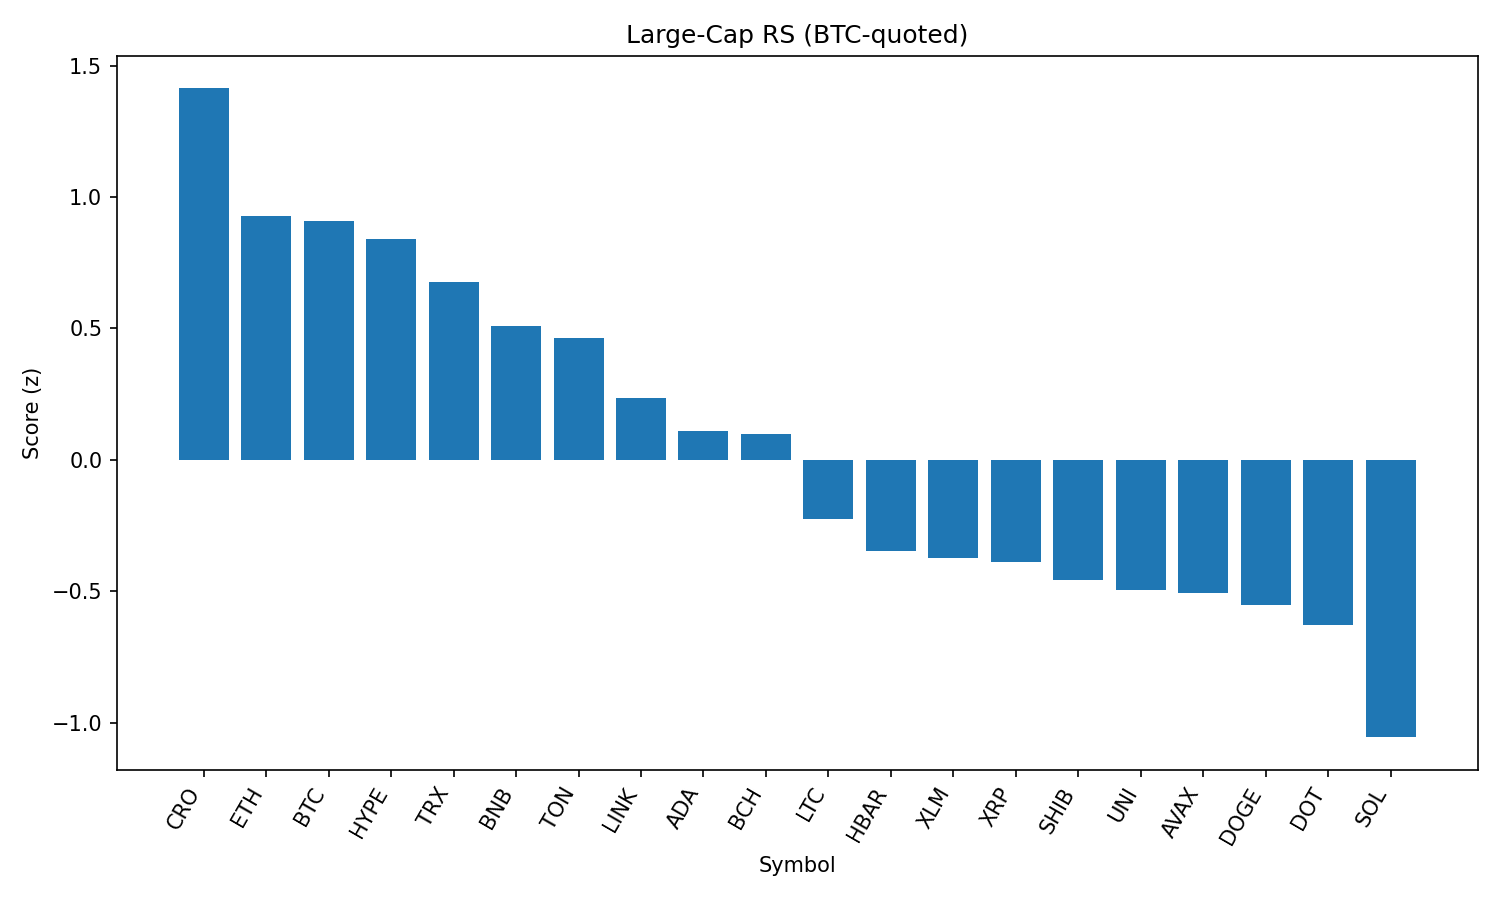 Large-Cap RS (BTC-quoted)
Score (z)
1.5
1.0
0.5
0.0
−0.5
−1.0
CRO
ETH
BTC
HYPE
TRX
BNB
TON
LINK
ADA
BCH
LTC
HBAR
XLM
XRP
SHIB
UNI
AVAX
DOGE
DOT
SOL
Symbol